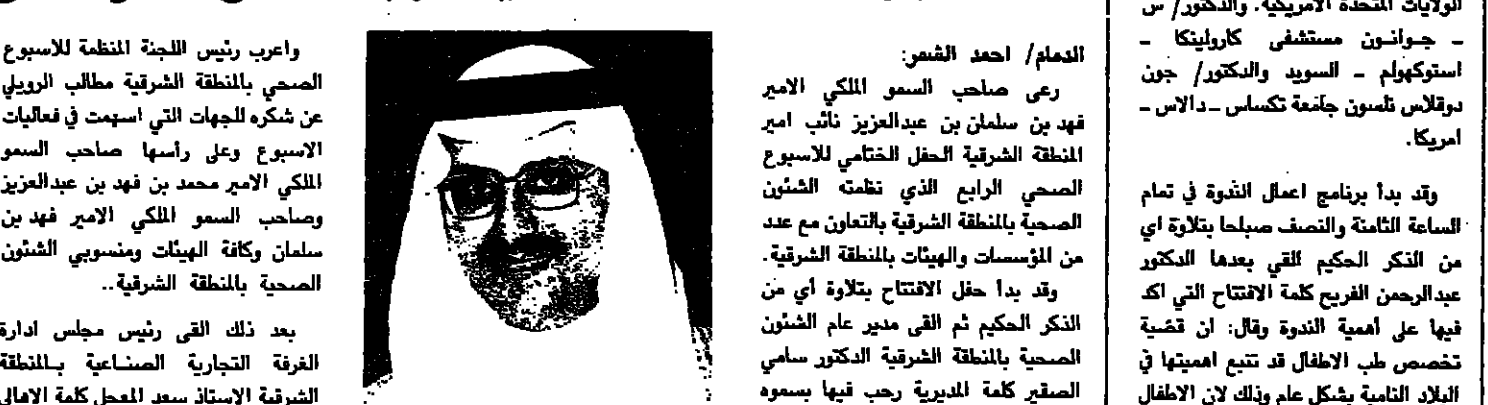 الولايات المتحدة الامريكية. والدكتور/ س
ـ جـوانـون مستشفى كارولينكا ـ
استوكهولم ـ السويد والدكتور/ جون
دوقلاس نلسون جامعة تكساس ـ دالاس ـ
امريكا.
وقد بدأ برنامج اعمال الندوة في تمام
الساعة الثامنة والنصف صباحا بتلاوة اي
من الذكر الحكيم القي بعدها الدكتور
عبدالرحمن الفريح كلمة الافتتاح التي اكد
فيها على أهمية الندوة وقال: ان قضية
تخصص طب الاطفال قد تنبع اهميتها في
البلاد النامية بشكل عام وذلك لان الاطفال
الدمام/ احمد الشمر:
رعى صاحب السمو الملكي الامير
فهد بن سلمان بن عبدالعزيز نائب امير
المنطقة الشرقية الحفل الختامي للاسبوع
الصحي الرابع الذي نظمته الشئون
الصحية بالمنطقة الشرقية بالتعاون مع عدد
من المؤسسات والهيئات بالمنطقة الشرقية.
وقد بدأ حفل الافتتاح بتلاوة أي من
الذكر الحكيم ثم القى مدير عام الشئون
الصحية بالمنطقة الشرقية الدكتور سامي
الصقير كلمة المديرية رحب فيها بسموه
واعرب رئيس اللجنة المنظمة للاسبوع
الصحي بالمنطقة الشرقية مطالب الرويلي
عن شكره للجهات التي اسهمت في فعاليات
الاسبوع وعلى رأسها صاحب السمو
الملكي الامير محمد بن فهد بن عبدالعزيز
وصاحب السمو الملكي الامير فهد بن
سلمان وكافة الهيئات ومنسوبي الشئون
الصحية بالمنطقة الشرقية..
بعد ذلك القى رئيس مجلس ادارة
الغرفة التجارية الصنـاعية بـالمنطقة
الشرقية الاستاذ سعد المعجل كلمة الاهالي